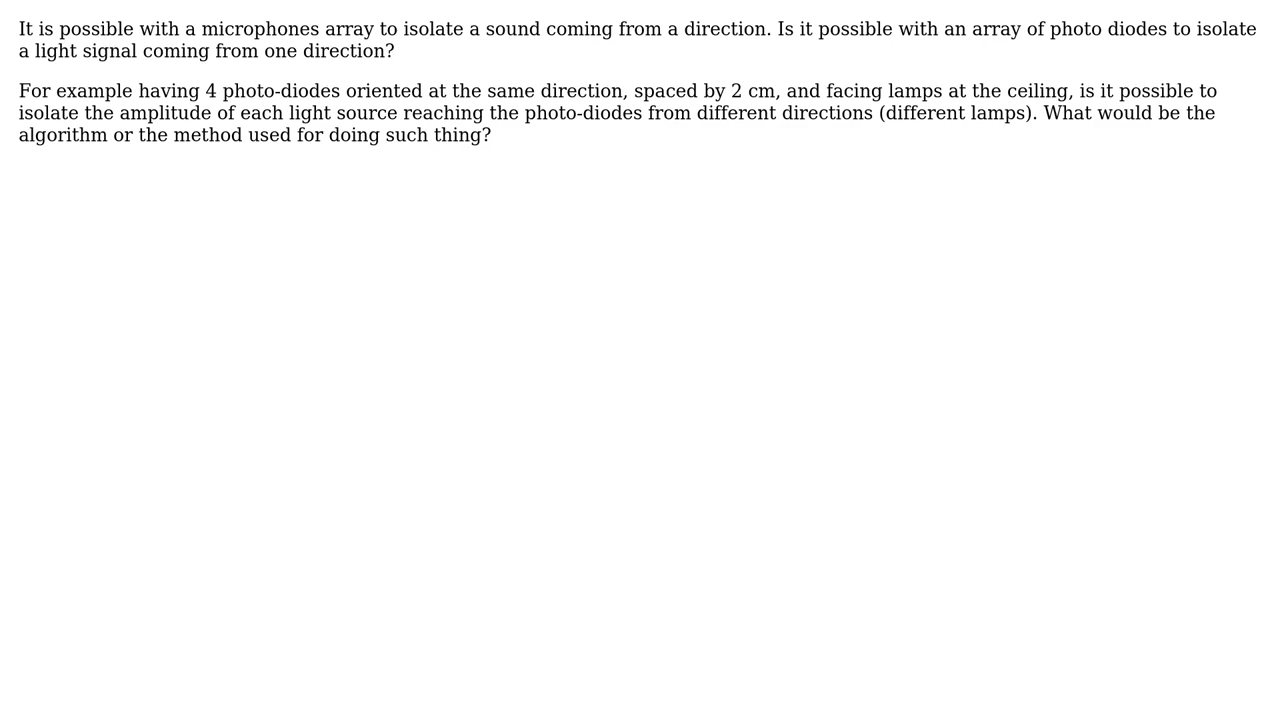 It is possible with a microphones array to isolate a sound coming from a direction. Is it possible with an array of photo diodes to isolate
a light signal coming from one direction?
For example having 4 photo-diodes oriented at the same direction, spaced by 2 cm, and facing lamps at the ceiling, is it possible to
isolate the amplitude of each light source reaching the photo-diodes from different directions (different lamps). What would be the
algorithm or the method used for doing such thing?